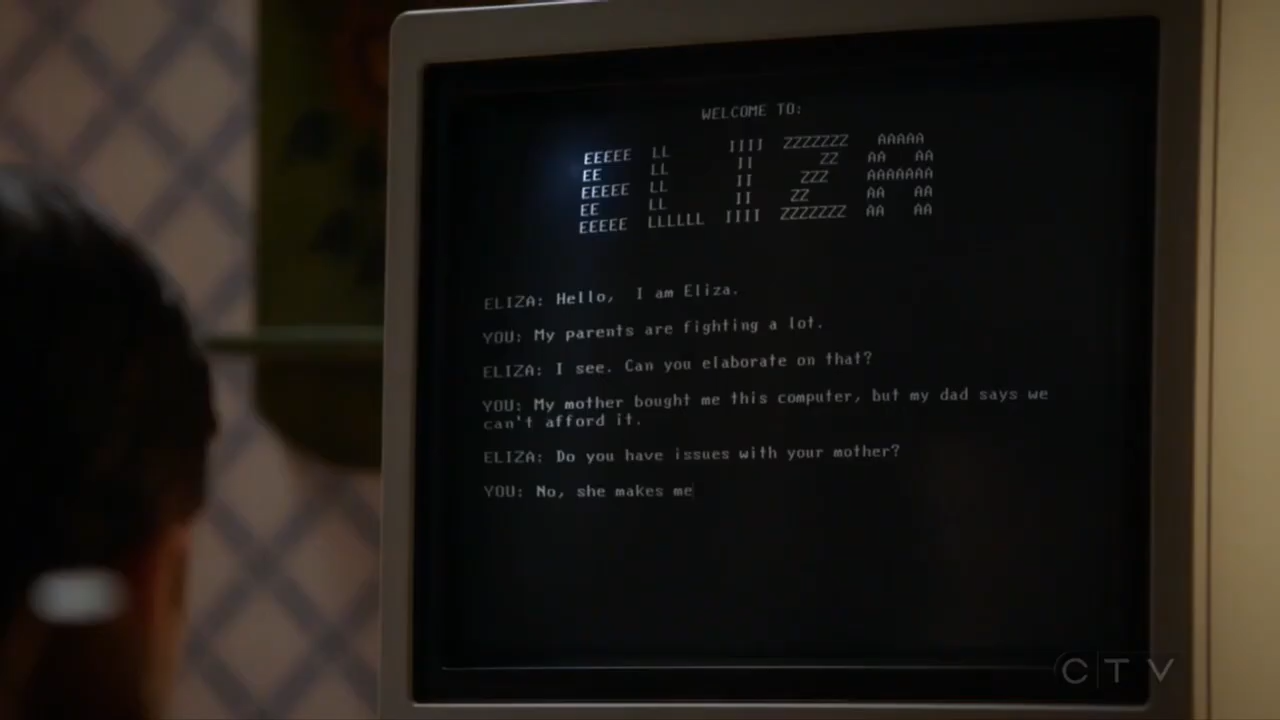 WELCOME TO:
EEEEE LL IIII ZZZZZZZ AAAAA
EE LL II ZZ AA AA
EEEEE LL II ZZZ AAAAAAA
EE LL II ZZ AA AA
EEEEE LLLLLL IIII ZZZZZZZ AA AA
ELIZA: Hello, I am Eliza.
YOU: My parents are fighting a lot.
ELIZA: I see. Can you elaborate on that?
YOU: My mother bought me this computer, but my dad says we
can't afford it.
ELIZA: Do you have issues with your mother?
YOU: No, she makes me
CTV